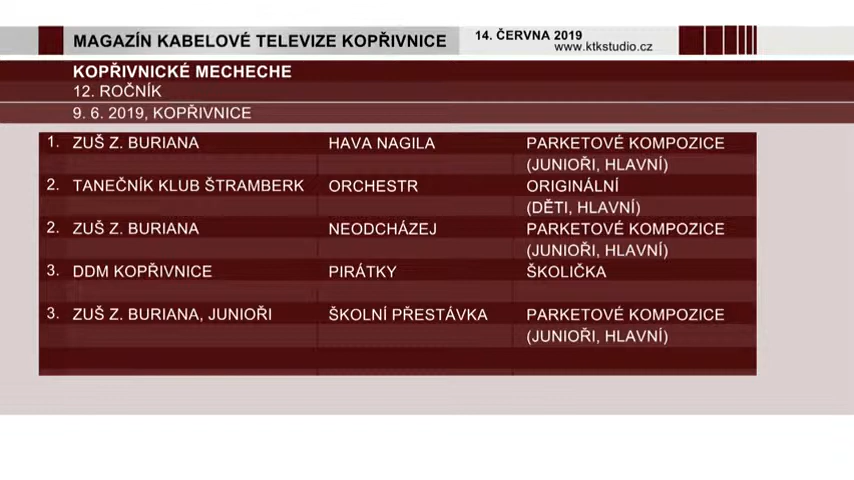 MAGAZÍN KABELOVÉ TELEVIZE KOPŘIVNICE
14. ČERVNA 2019
www.ktkstudio.cz
KOPŘIVNICKÉ MECHECHE
12. ROČNÍK
9. 6. 2019, KOPŘIVNICE
1. ZUŠ Z. BURIANA HAVA NAGILA PARKETOVÉ KOMPOZICE
(JUNIOŘI, HLAVNÍ)
2. TANEČNÍK KLUB ŠTRAMBERK ORCHESTR ORIGINÁLNÍ
(DĚTI, HLAVNÍ)
2. ZUŠ Z. BURIANA NEODCHÁZEJ PARKETOVÉ KOMPOZICE
(JUNIOŘI, HLAVNÍ)
3. DDM KOPŘIVNICE PIRÁTKY ŠKOLIČKA
3. ZUŠ Z. BURIANA, JUNIOŘI ŠKOLNÍ PŘESTÁVKA PARKETOVÉ KOMPOZICE
(JUNIOŘI, HLAVNÍ)